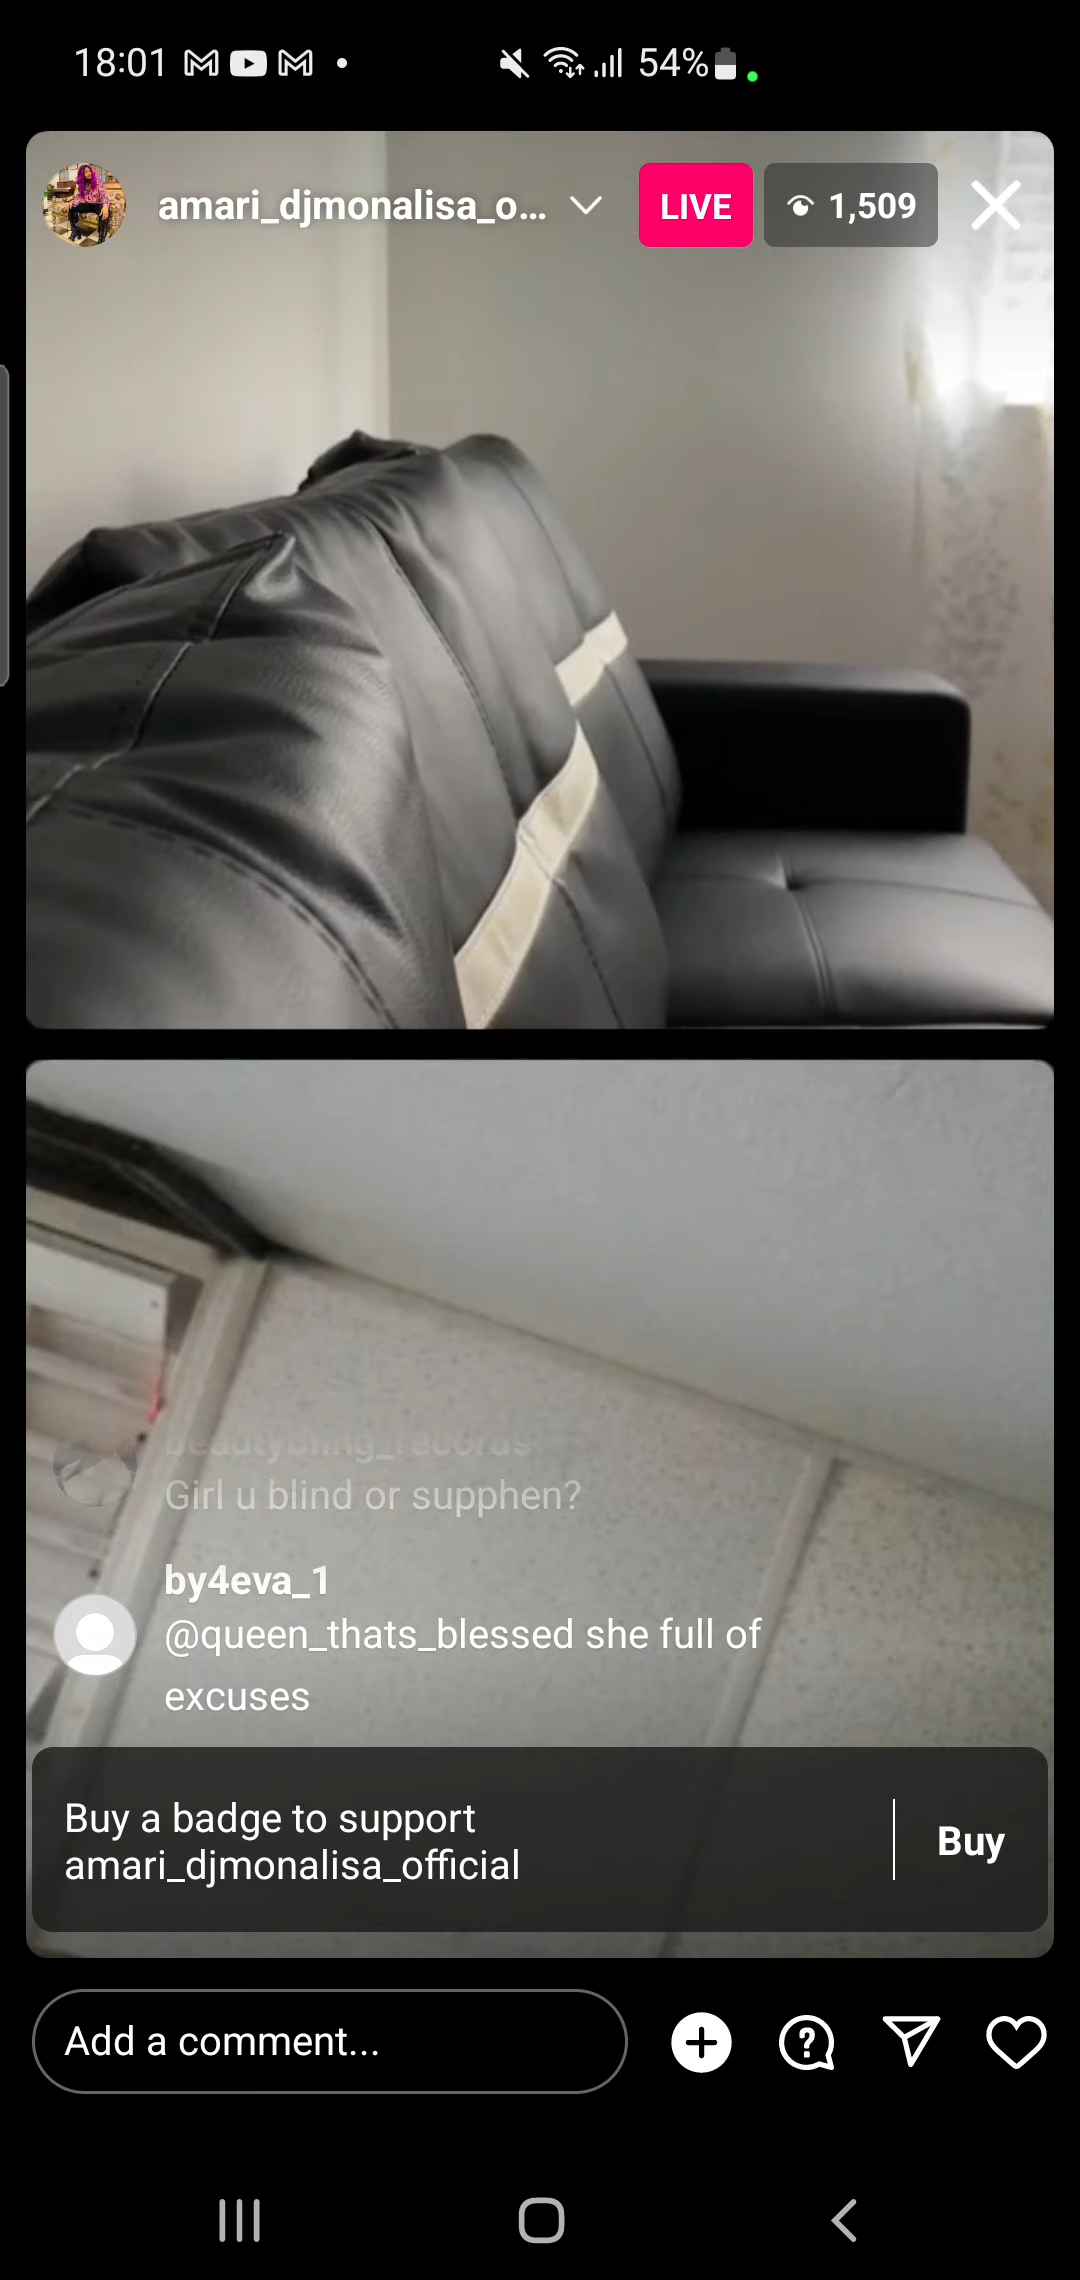 18:01
54%
amari_djmonalisa_o...
LIVE
1,509
beautybling_records
Girl u blind or supphen?
by4eva_1
@queen_thats_blessed she full of
excuses
Buy a badge to support
amari_djmonalisa_official
Buy
Add a comment...